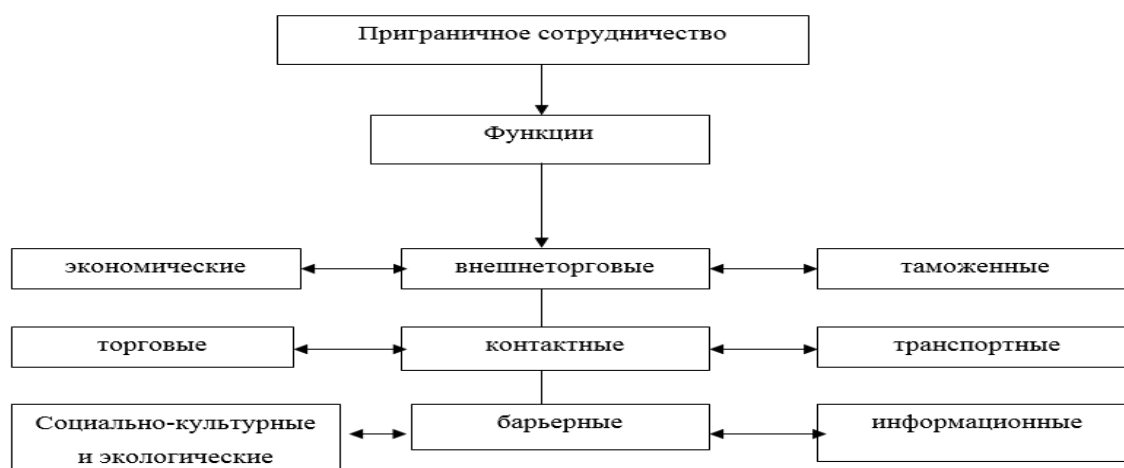 Приграничное сотрудничество
Функции
экономические
внешнеторговые
таможенные
торговые
контактные
транспортные
Социально-культурные
и экологические
барьерные
информационные